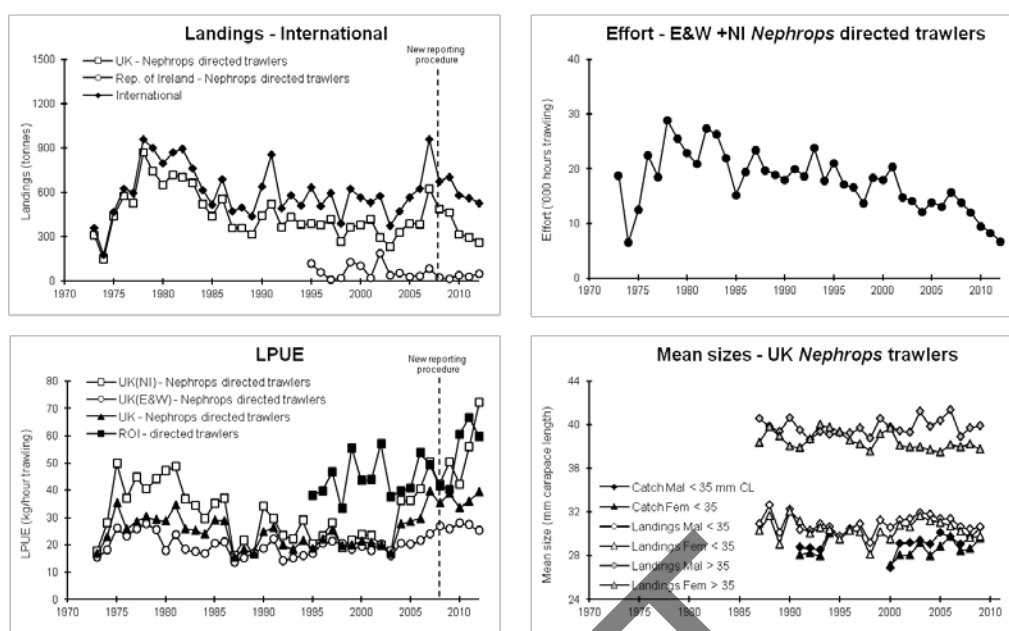 Landings - International
New reporting
procedure
UK - Nephrops directed trawlers
Rep. of Ireland - Nephrops directed trawlers
International
Landings (tonnes)
1500
1200
900
600
300
0
1970 1975 1980 1985 1990 1995 2000 2005 2010
Effort - E&W +NI Nephrops directed trawlers
Effort ('000 hours trawling)
40
30
20
10
0
1970 1975 1980 1985 1990 1995 2000 2005 2010
LPUE
New reporting
procedure
UK(NI) - Nephrops directed trawlers
UK(E&W) - Nephrops directed trawlers
UK - Nephrops directed trawlers
ROI - directed trawlers
LPUE (kg/hour trawling)
80
70
60
50
40
30
20
10
0
1970 1975 1980 1985 1990 1995 2000 2005 2010
Mean sizes - UK Nephrops trawlers
Mean size (mm carapace length)
44
40
36
32
28
24
Catch Mal < 35 mm CL
Catch Fem < 35
Landings Mal < 35
Landings Fem < 35
Landings Mal > 35
Landings Fem > 35
1970 1975 1980 1985 1990 1995 2000 2005 2010